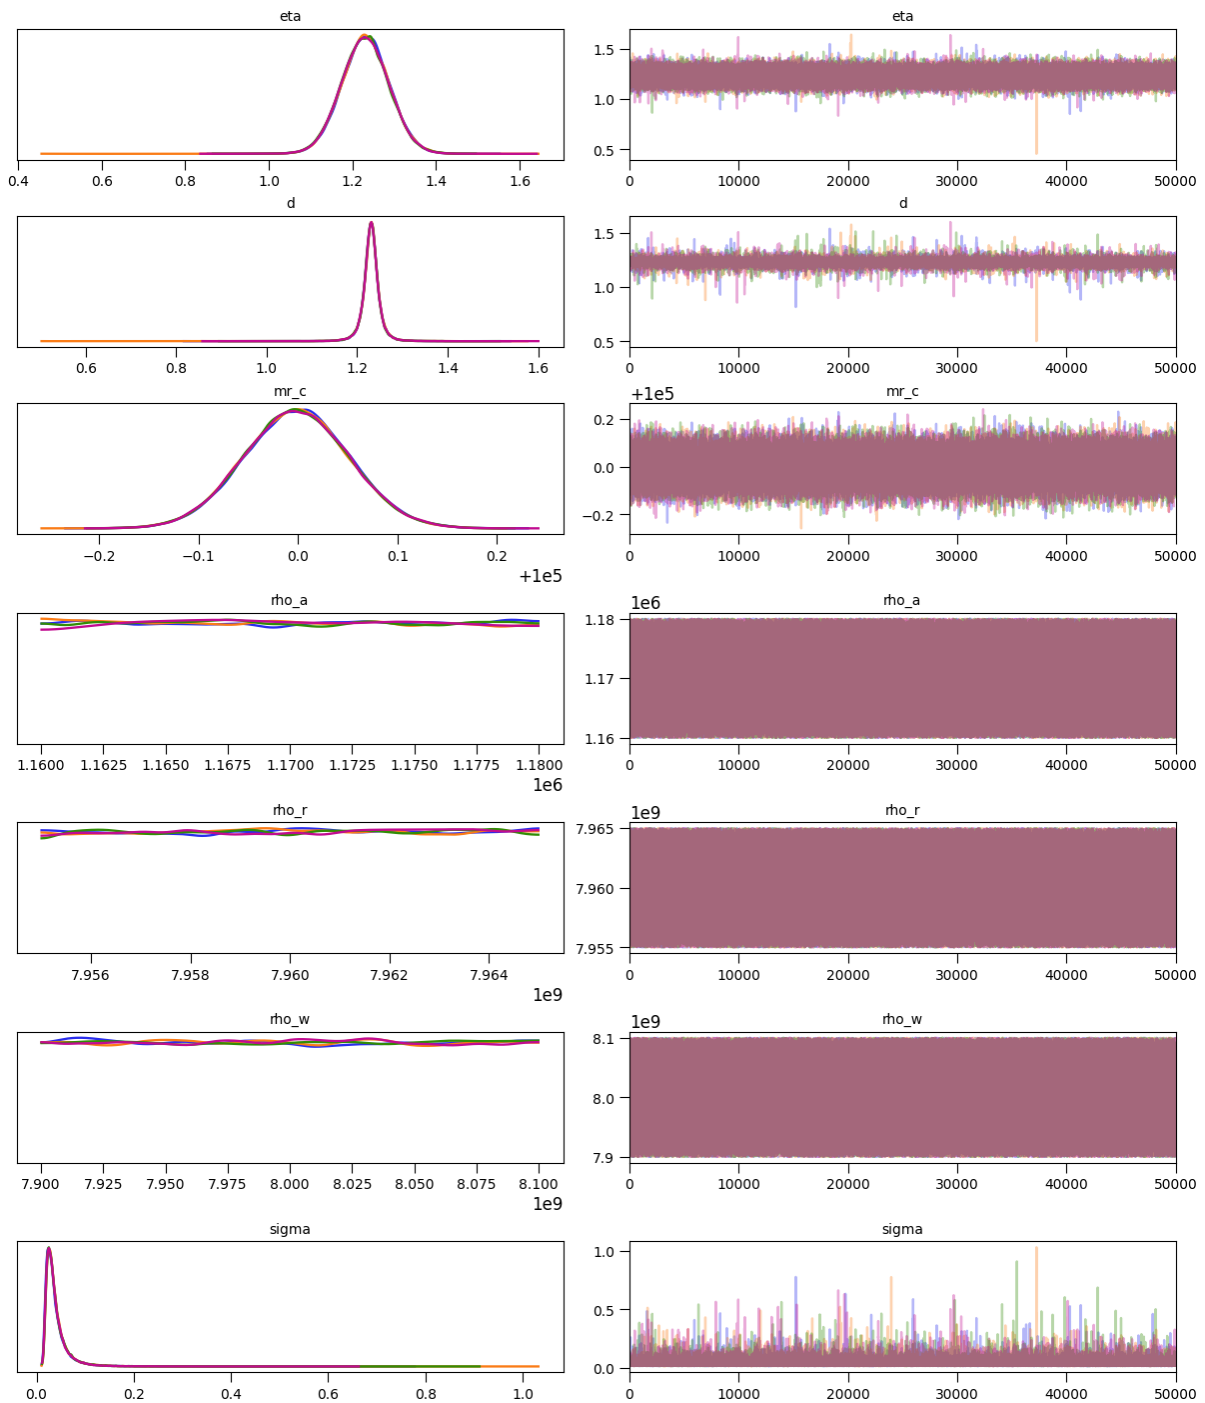 eta eta
1.5
1.0
0.5
0.4 0.6 0.8 1.0 1.2 1.4 1.6 0 10000 20000 30000 40000 50000
d d
1.5
1.0
0.5
0.6 0.8 1.0 1.2 1.4 1.6 0 10000 20000 30000 40000 50000
mr_c +1e5 mr_c
0.2
0.0
−0.2
−0.2 −0.1 0.0 0.1 0.2 0 10000 20000 30000 40000 50000
+1e5
rho_a 1e6 rho_a
1.18
1.17
1.16
1.1600 1.1625 1.1650 1.1675 1.1700 1.1725 1.1750 1.1775 1.1800 0 10000 20000 30000 40000 50000
1e6
rho_r 1e9 rho_r
7.965
7.960
7.955
7.956 7.958 7.960 7.962 7.964 0 10000 20000 30000 40000 50000
1e9
rho_w 1e9 rho_w
8.1
8.0
7.9
7.900 7.925 7.950 7.975 8.000 8.025 8.050 8.075 8.100 0 10000 20000 30000 40000 50000
1e9
sigma sigma
1.0
0.5
0.0
0.0 0.2 0.4 0.6 0.8 1.0 0 10000 20000 30000 40000 50000